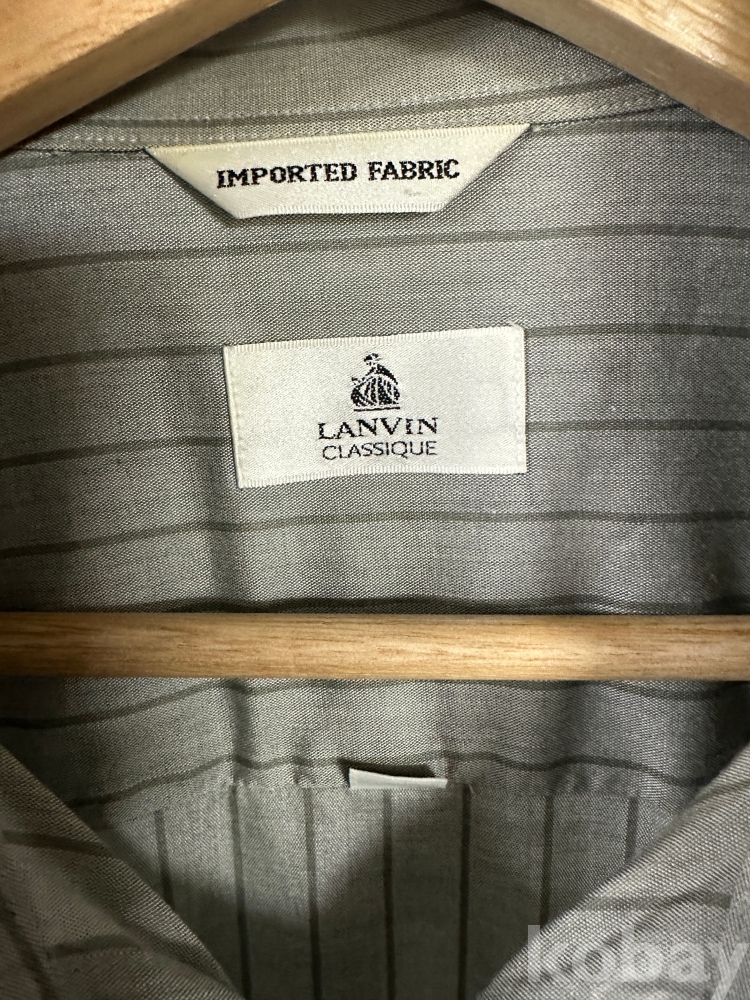 IMPORTED FABRIC
LANVIN
CLASSIQUE
kobay